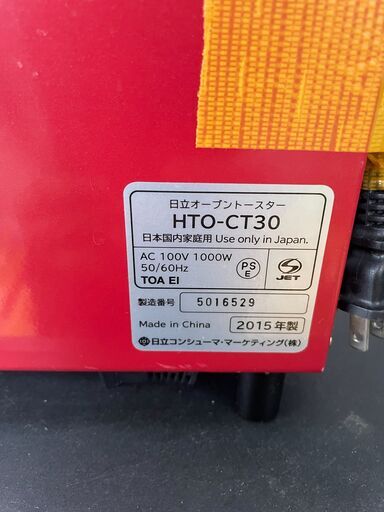 日立オーブントースター
HTO-CT30
日本国内家庭用 Use only in Japan.
AC 100V 1000W
50/60Hz
TOA EI
PS
E
JET
製造番号 5016529
Made in China 2015年製
日立コンシューマ・マーケティング(株)